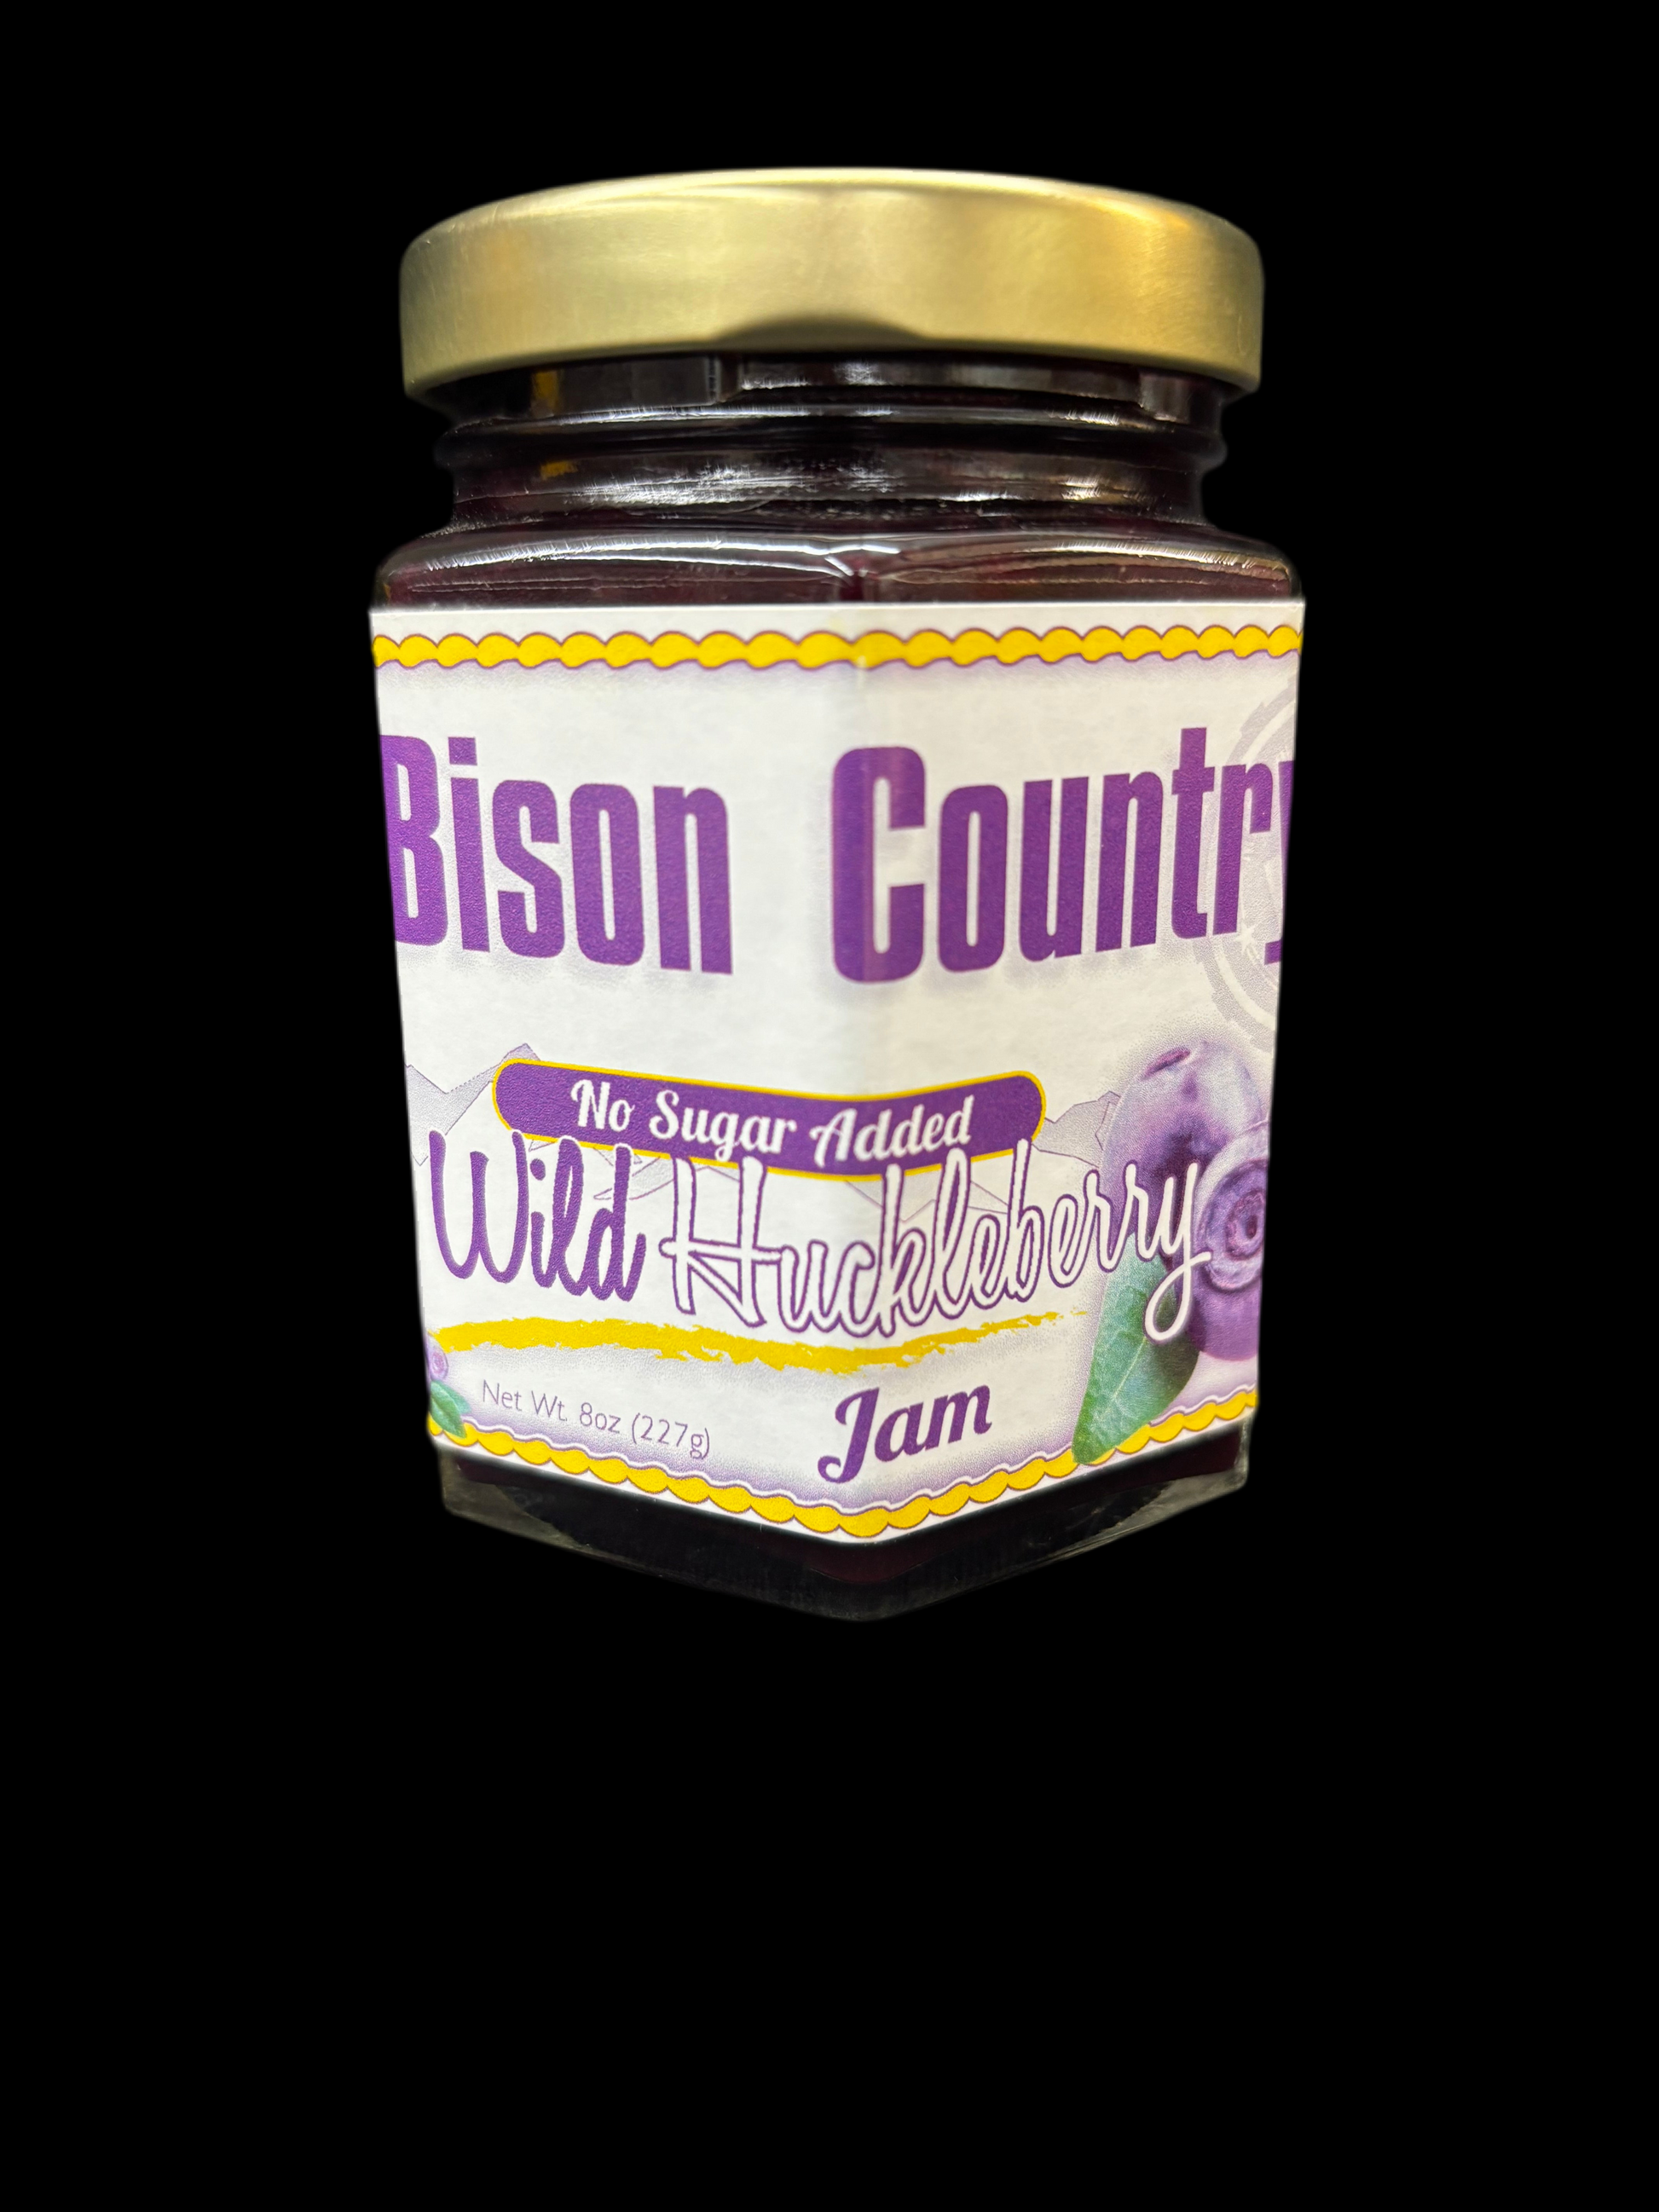 Bison Country
No Sugar Added
Wild Huckleberry
Jam
Net Wt. 8oz (227g)